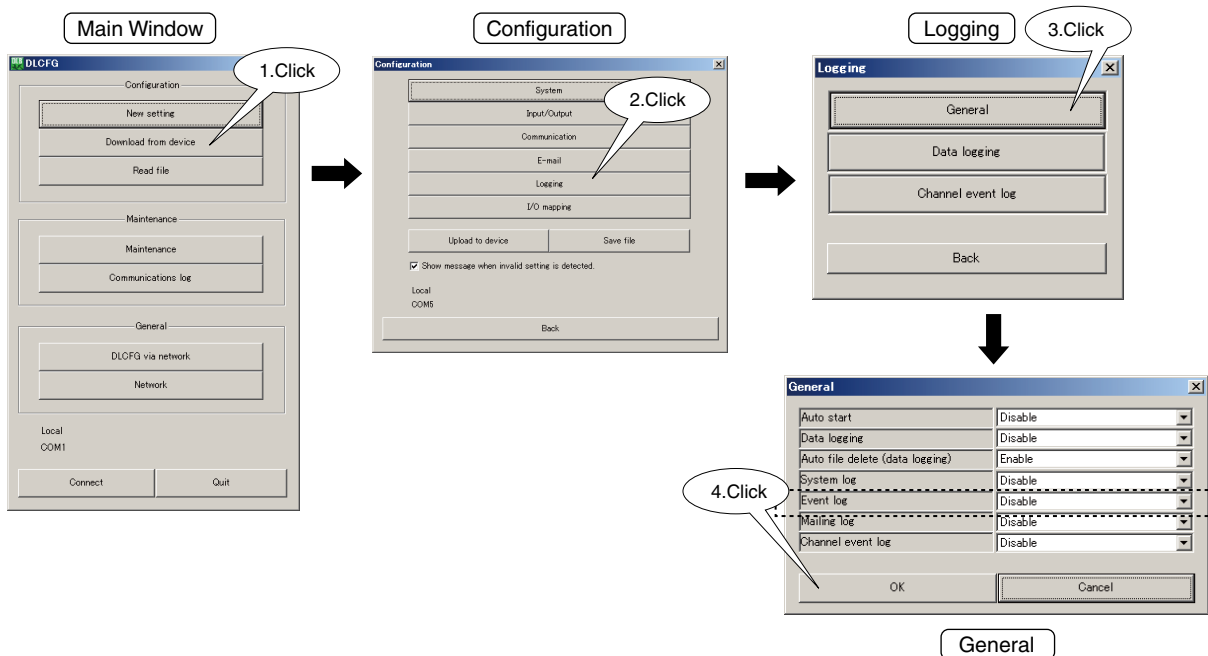 Main Window
DLCFG
1.Click
Configuration
New setting
Download from device
Read file
Maintenance
Maintenance
Communications log
General
DLCFG via network
Network
Local
COM1
Connect
Quit
Configuration
Configuration
System
2.Click
Input/Output
Communication
E-mail
Logging
I/O mapping
Upload to device
Save file
Show message when invalid setting is detected.
Local
COM5
Back
Logging
3.Click
Logging
General
Data logging
Channel event log
Back
General
Auto start Disable
Data logging Disable
Auto file delete (data logging) Enable
System log Disable
4.Click
Event log Disable
Mailing log Disable
Channel event log Disable
OK
Cancel
General